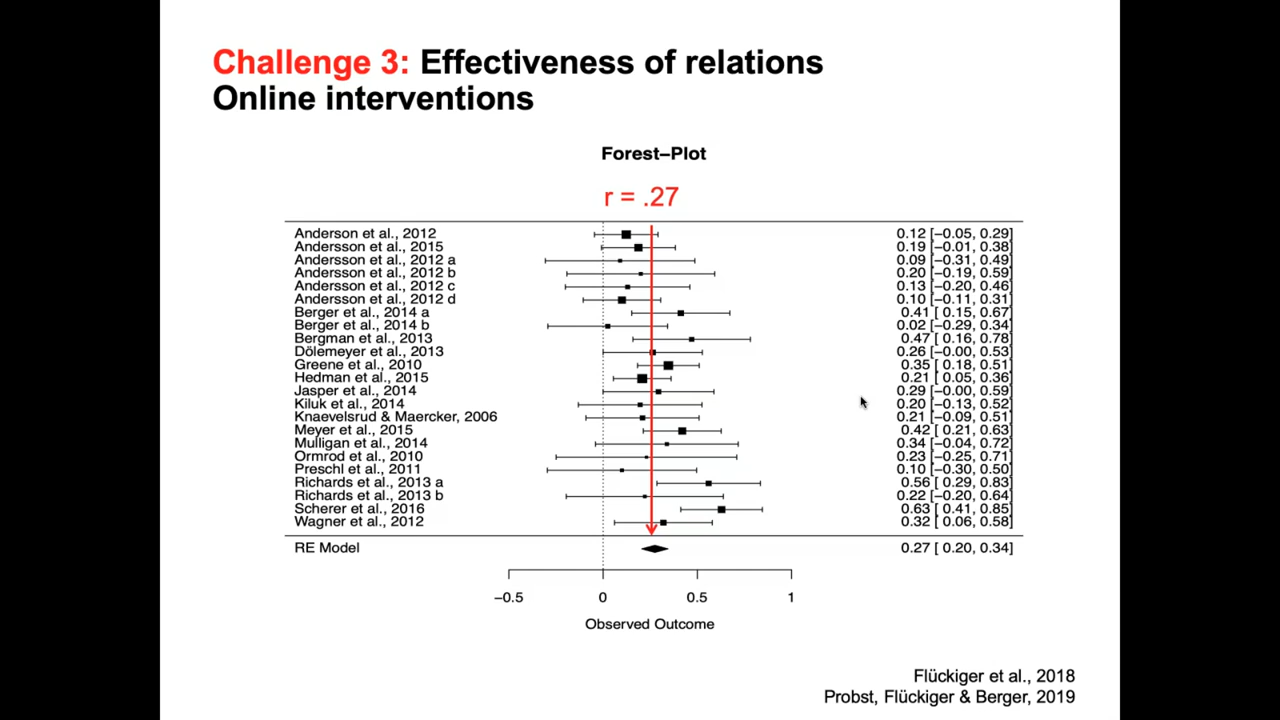 Challenge 3: Effectiveness of relations
Online interventions
Forest–Plot
r = .27
Anderson et al., 2012 0.12 [−0.05, 0.29]
Andersson et al., 2015 0.19 [−0.01, 0.38]
Andersson et al., 2012 a 0.09 [−0.31, 0.49]
Andersson et al., 2012 b 0.20 [−0.19, 0.59]
Andersson et al., 2012 c 0.13 [−0.20, 0.46]
Andersson et al., 2012 d 0.10 [−0.11, 0.31]
Berger et al., 2014 a 0.41 [ 0.15, 0.67]
Berger et al., 2014 b 0.02 [−0.29, 0.34]
Bergman et al., 2013 0.47 [ 0.16, 0.78]
Dölemeyer et al., 2013 0.26 [−0.00, 0.53]
Greene et al., 2010 0.35 [ 0.18, 0.51]
Hedman et al., 2015 0.21 [ 0.05, 0.36]
Jasper et al., 2014 0.29 [−0.00, 0.59]
Kiluk et al., 2014 0.20 [−0.13, 0.52]
Knaevelsrud & Maercker, 2006 0.21 [−0.09, 0.51]
Meyer et al., 2015 0.42 [ 0.21, 0.63]
Mulligan et al., 2014 0.34 [−0.04, 0.72]
Ormrod et al., 2010 0.23 [−0.25, 0.71]
Preschl et al., 2011 0.10 [−0.30, 0.50]
Richards et al., 2013 a 0.56 [ 0.29, 0.83]
Richards et al., 2013 b 0.22 [−0.20, 0.64]
Scherer et al., 2016 0.63 [ 0.41, 0.85]
Wagner et al., 2012 0.32 [ 0.06, 0.58]
RE Model 0.27 [ 0.20, 0.34]
−0.5 0 0.5 1
Observed Outcome
Flückiger et al., 2018
Probst, Flückiger & Berger, 2019